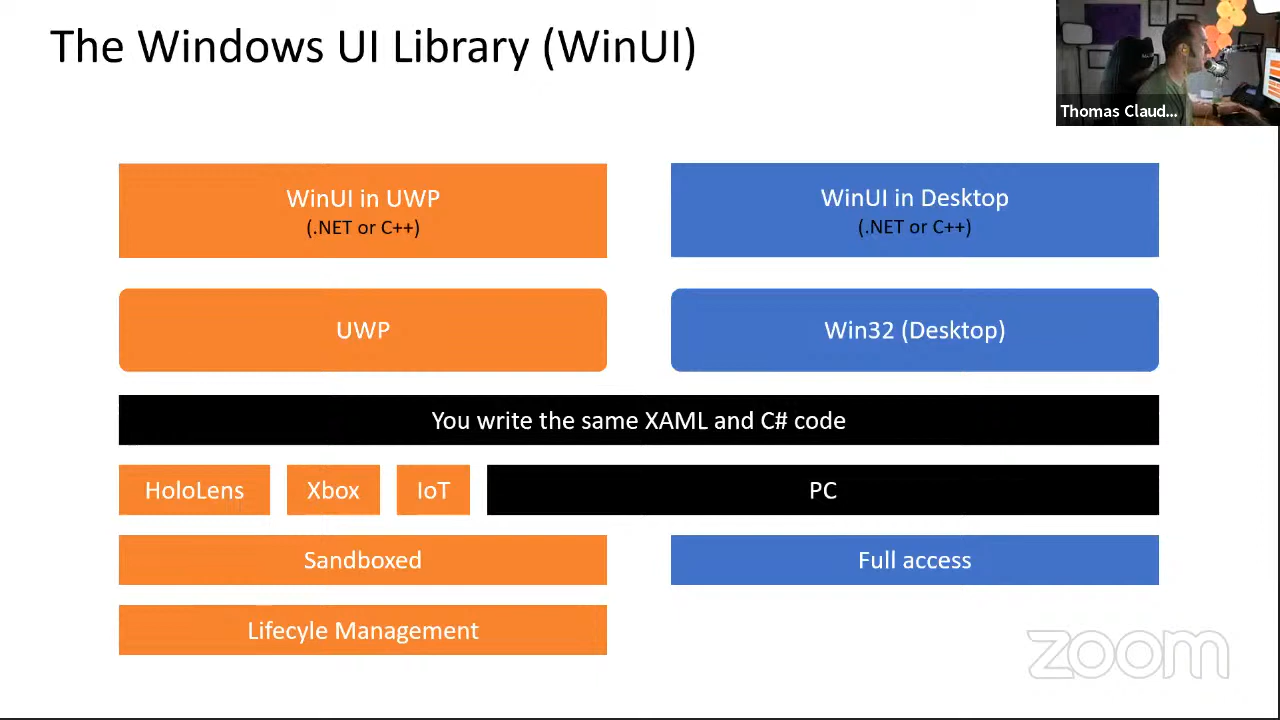 The Windows UI Library (WinUI)
Thomas Claud...
WinUI in UWP
(.NET or C++)
WinUI in Desktop
(.NET or C++)
UWP
Win32 (Desktop)
You write the same XAML and C# code
HoloLens
Xbox
IoT
PC
Sandboxed
Full access
Lifecyle Management
zoom